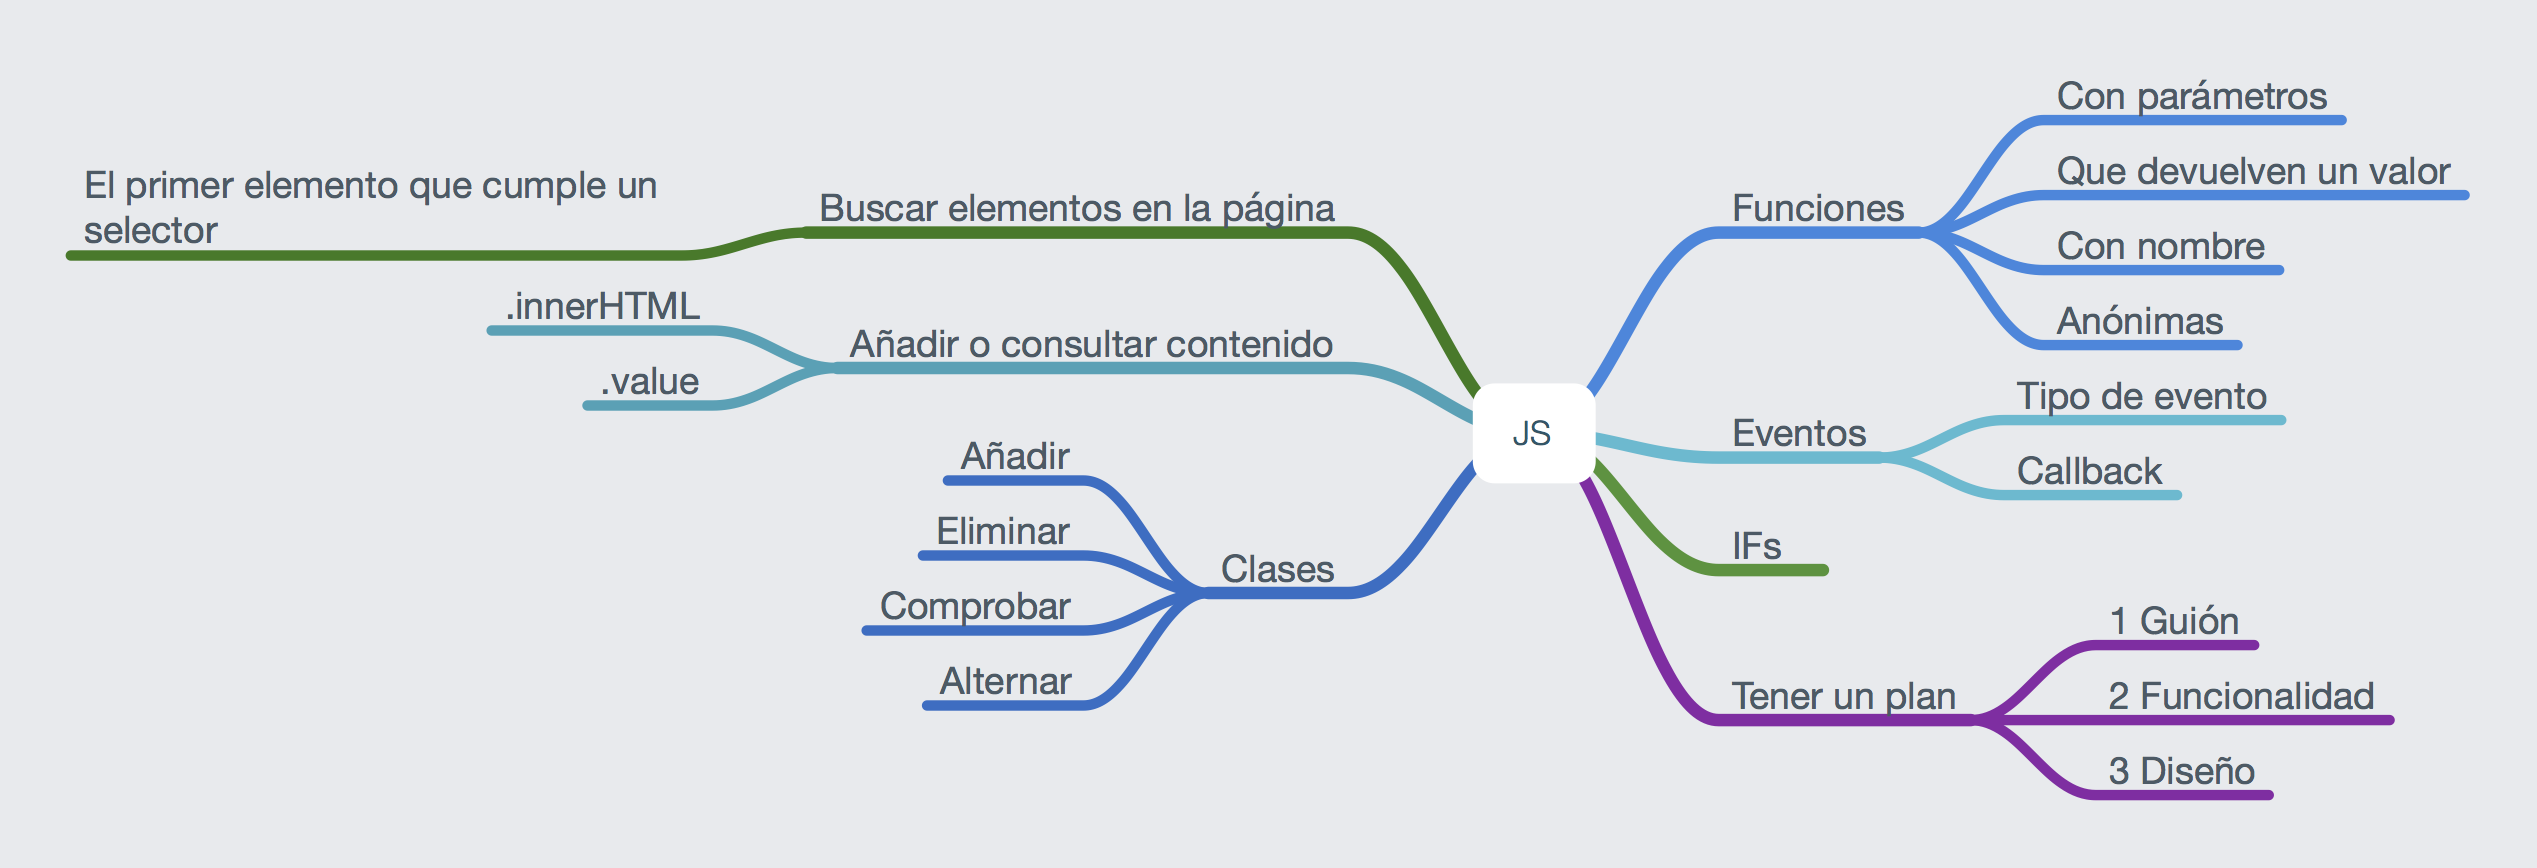 JS
Funciones
Con parámetros
Que devuelven un valor
Con nombre
Anónimas
Eventos
Tipo de evento
Callback
IFs
Tener un plan
1 Guión
2 Funcionalidad
3 Diseño
Buscar elementos en la página
El primer elemento que cumple un
selector
Añadir o consultar contenido
.innerHTML
.value
Clases
Añadir
Eliminar
Comprobar
Alternar